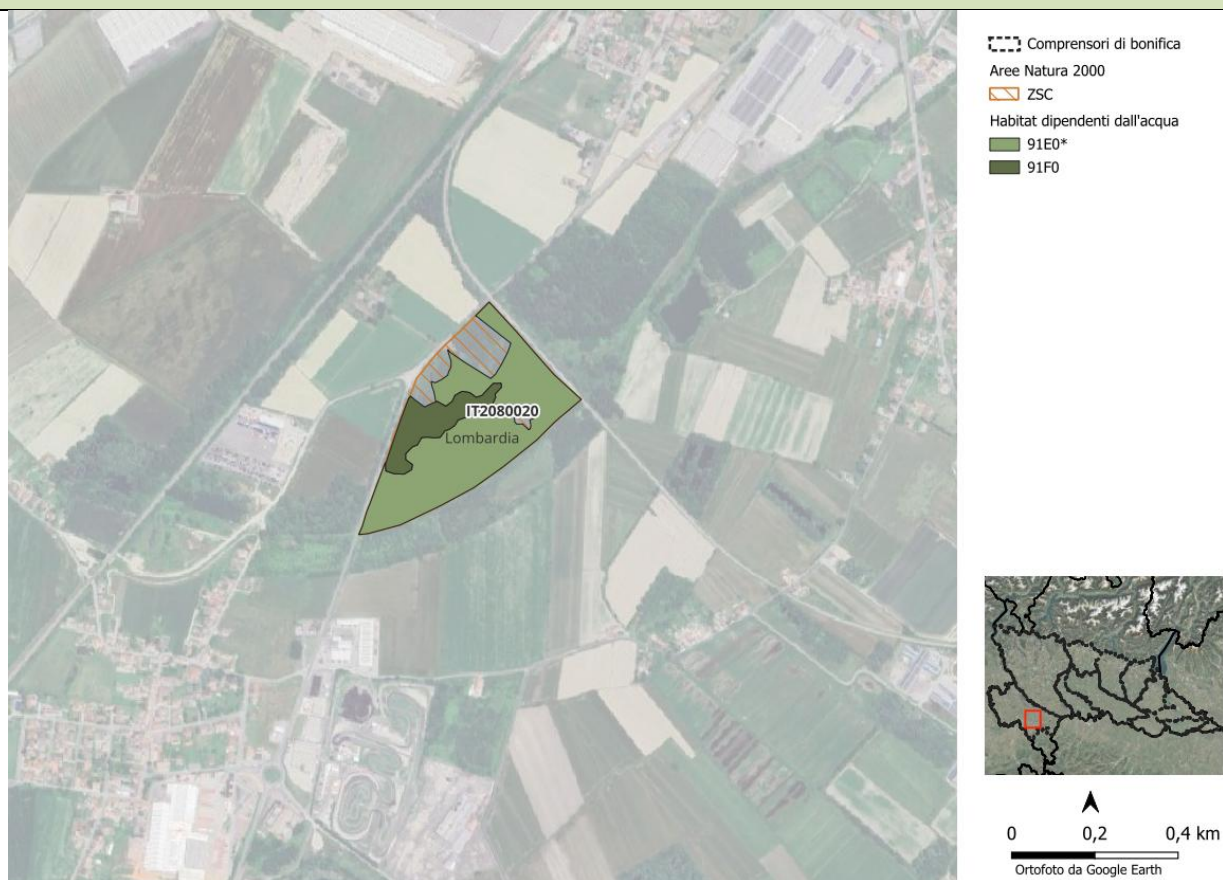 Comprensori di bonifica
Aree Natura 2000
ZSC
Habitat dipendenti dall'acqua
91E0*
91F0
IT2080020
Lombardia
0 0,2 0,4 km
Ortofoto da Google Earth